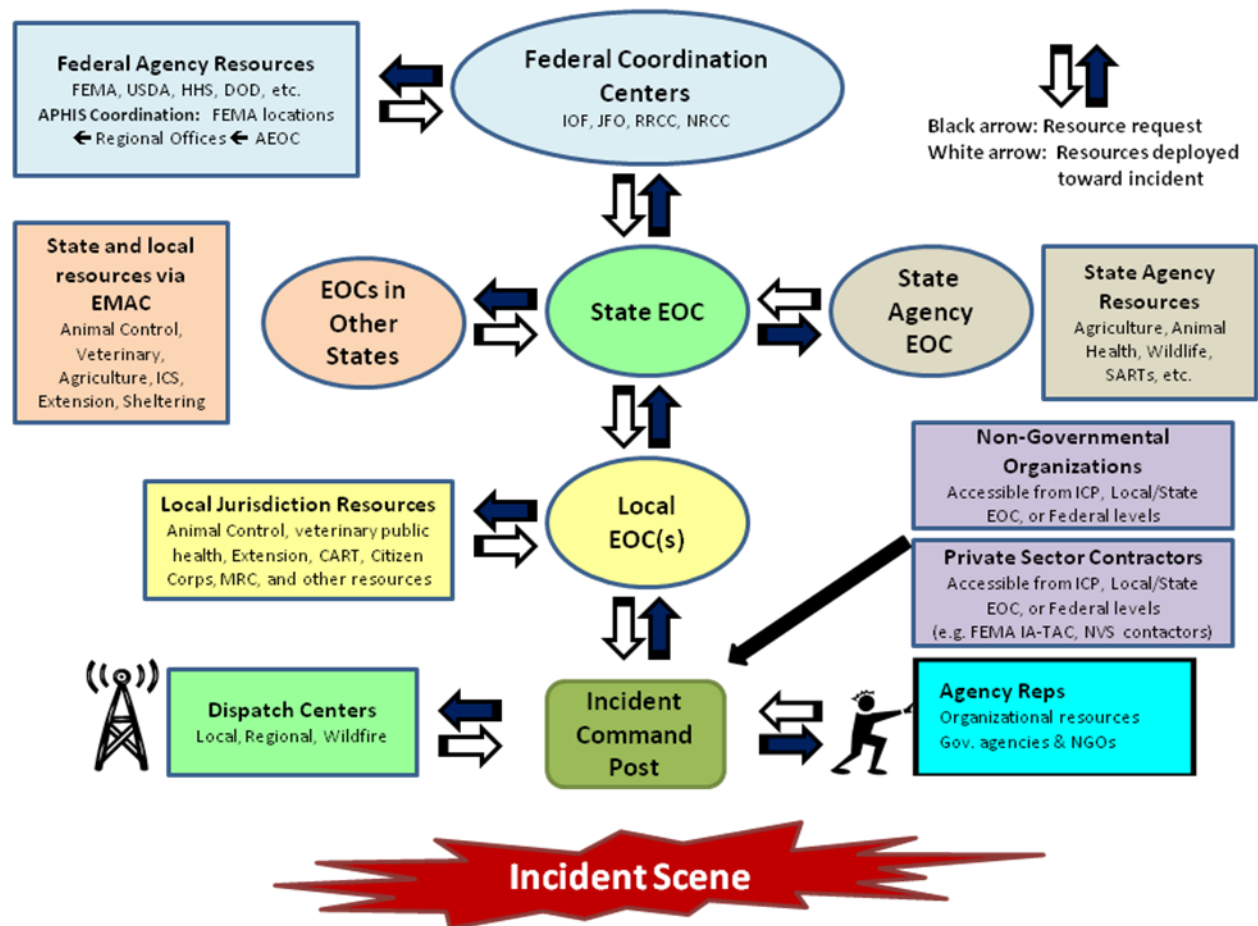 Federal Agency Resources
FEMA, USDA, HHS, DOD, etc.
APHIS Coordination: FEMA locations
← Regional Offices ← AEOC
Federal Coordination
Centers
IOF, JFO, RRCC, NRCC
Black arrow: Resource request
White arrow: Resources deployed
toward incident
State and local
resources via
EMAC
Animal Control,
Veterinary,
Agriculture, ICS,
Extension, Sheltering
EOCs in
Other
States
State EOC
State
Agency
EOC
State Agency
Resources
Agriculture, Animal
Health, Wildlife,
SARTs, etc.
Non-Governmental
Organizations
Accessible from ICP, Local/State
EOC, or Federal levels
Local Jurisdiction Resources
Animal Control, veterinary public
health, Extension, CART, Citizen
Corps, MRC, and other resources
Local
EOC(s)
Private Sector Contractors
Accessible from ICP, Local/State
EOC, or Federal levels
(e.g. FEMA IA-TAC, NVS contactors)
Dispatch Centers
Local, Regional, Wildfire
Incident
Command
Post
Agency Reps
Organizational resources
Gov. agencies & NGOs
Incident Scene